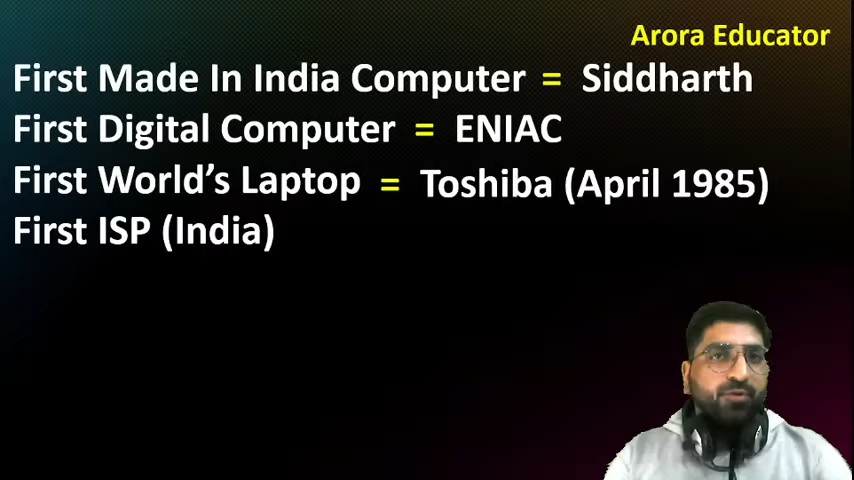 Arora Educator
First Made In India Computer = Siddharth
First Digital Computer = ENIAC
First World's Laptop = Toshiba (April 1985)
First ISP (India)